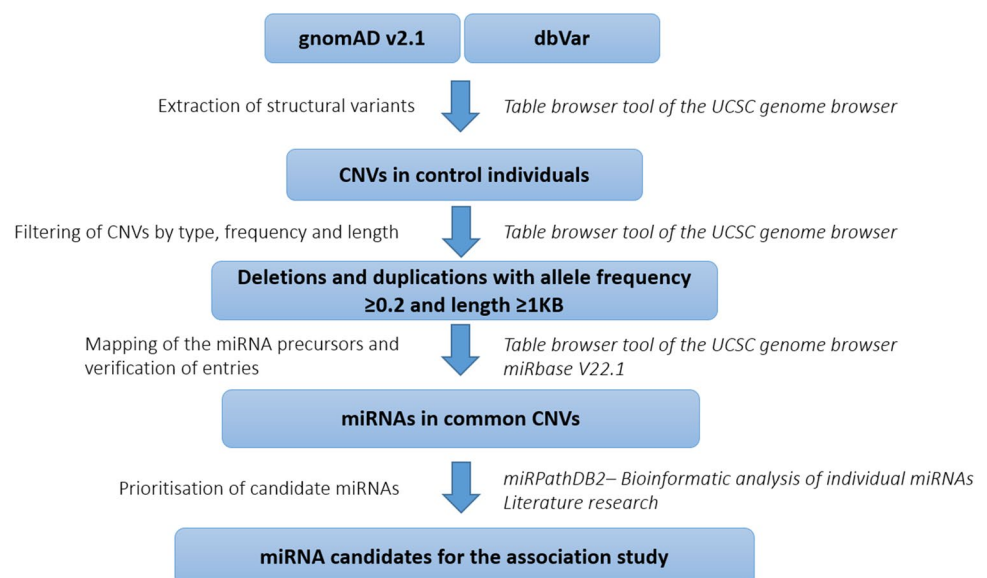 gnomAD v2.1
dbVar
Extraction of structural variants
Table browser tool of the UCSC genome browser
CNVs in control individuals
Filtering of CNVs by type, frequency and length
Table browser tool of the UCSC genome browser
Deletions and duplications with allele frequency
≥0.2 and length ≥1KB
Mapping of the miRNA precursors and
verification of entries
Table browser tool of the UCSC genome browser
miRbase V22.1
miRNAs in common CNVs
Prioritisation of candidate miRNAs
miRPathDB2– Bioinformatic analysis of individual miRNAs
Literature research
miRNA candidates for the association study